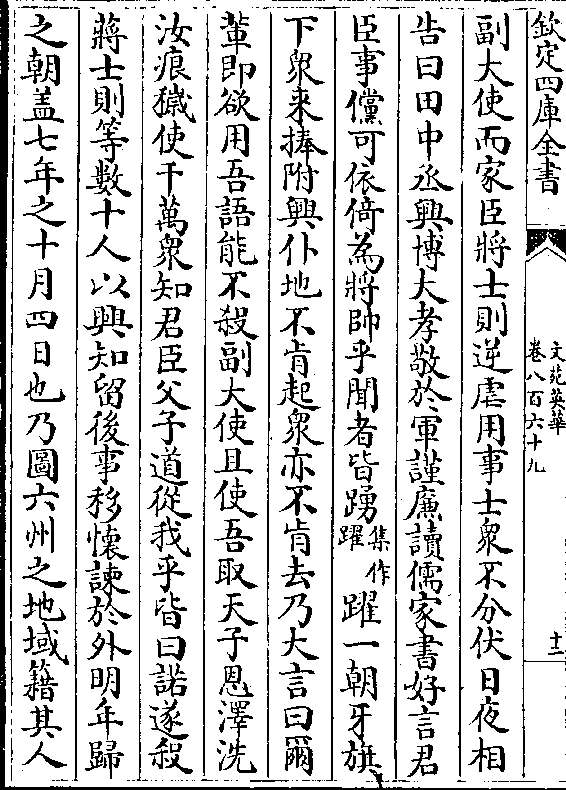 欽定四庫全書
文苑英華
卷八百六十九
十三
副大使而家臣將士則逆虐用事士衆不分伏日夜相
告曰田中丞興博大孝敬於軍謹廉讀儒家書好言君
臣事儻可依倚為將帥乎聞者皆踴集作躍躍一朝牙旗
下衆来捧附興仆地不肯起衆亦不肯去乃大言曰爾
軰即欲用吾語能不殺副大使且使吾取天子恩澤洗
汝痕穢使千萬衆知君臣父子道從我乎皆曰諾遂殺
蔣士則等數十人以興知留後事移懷諫於外明年歸
之朝盖七年之十月四日也乃圖六州之地域籍其人